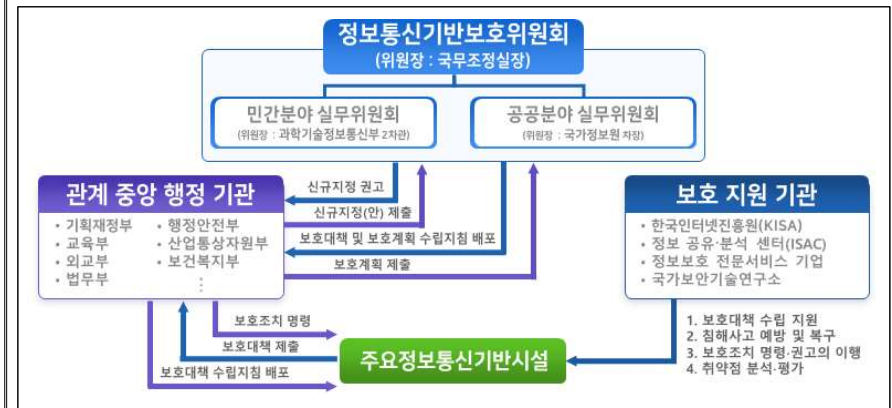 정보통신기반보호위원회
(위원장 : 국무조정실장)
민간분야 실무위원회
(위원장 : 과학기술정보통신부 2차관)
공공분야 실무위원회
(위원장 : 국가정보원 차장)
관계 중앙 행정 기관
• 기획재정부
• 교육부
• 외교부
• 법무부
• 행정안전부
• 산업통상자원부
• 보건복지부
⋮
신규지정 권고
신규지정(안) 제출
보호대책 및 보호계획 수립지침 배포
보호계획 제출
보호 지원 기관
• 한국인터넷진흥원(KISA)
• 정보 공유·분석 센터(ISAC)
• 정보보호 전문서비스 기업
• 국가보안기술연구소
보호조치 명령
보호대책 제출
보호대책 수립지침 배포
주요정보통신기반시설
1. 보호대책 수립 지원
2. 침해사고 예방 및 복구
3. 보호조치 명령·권고의 이행
4. 취약점 분석·평가